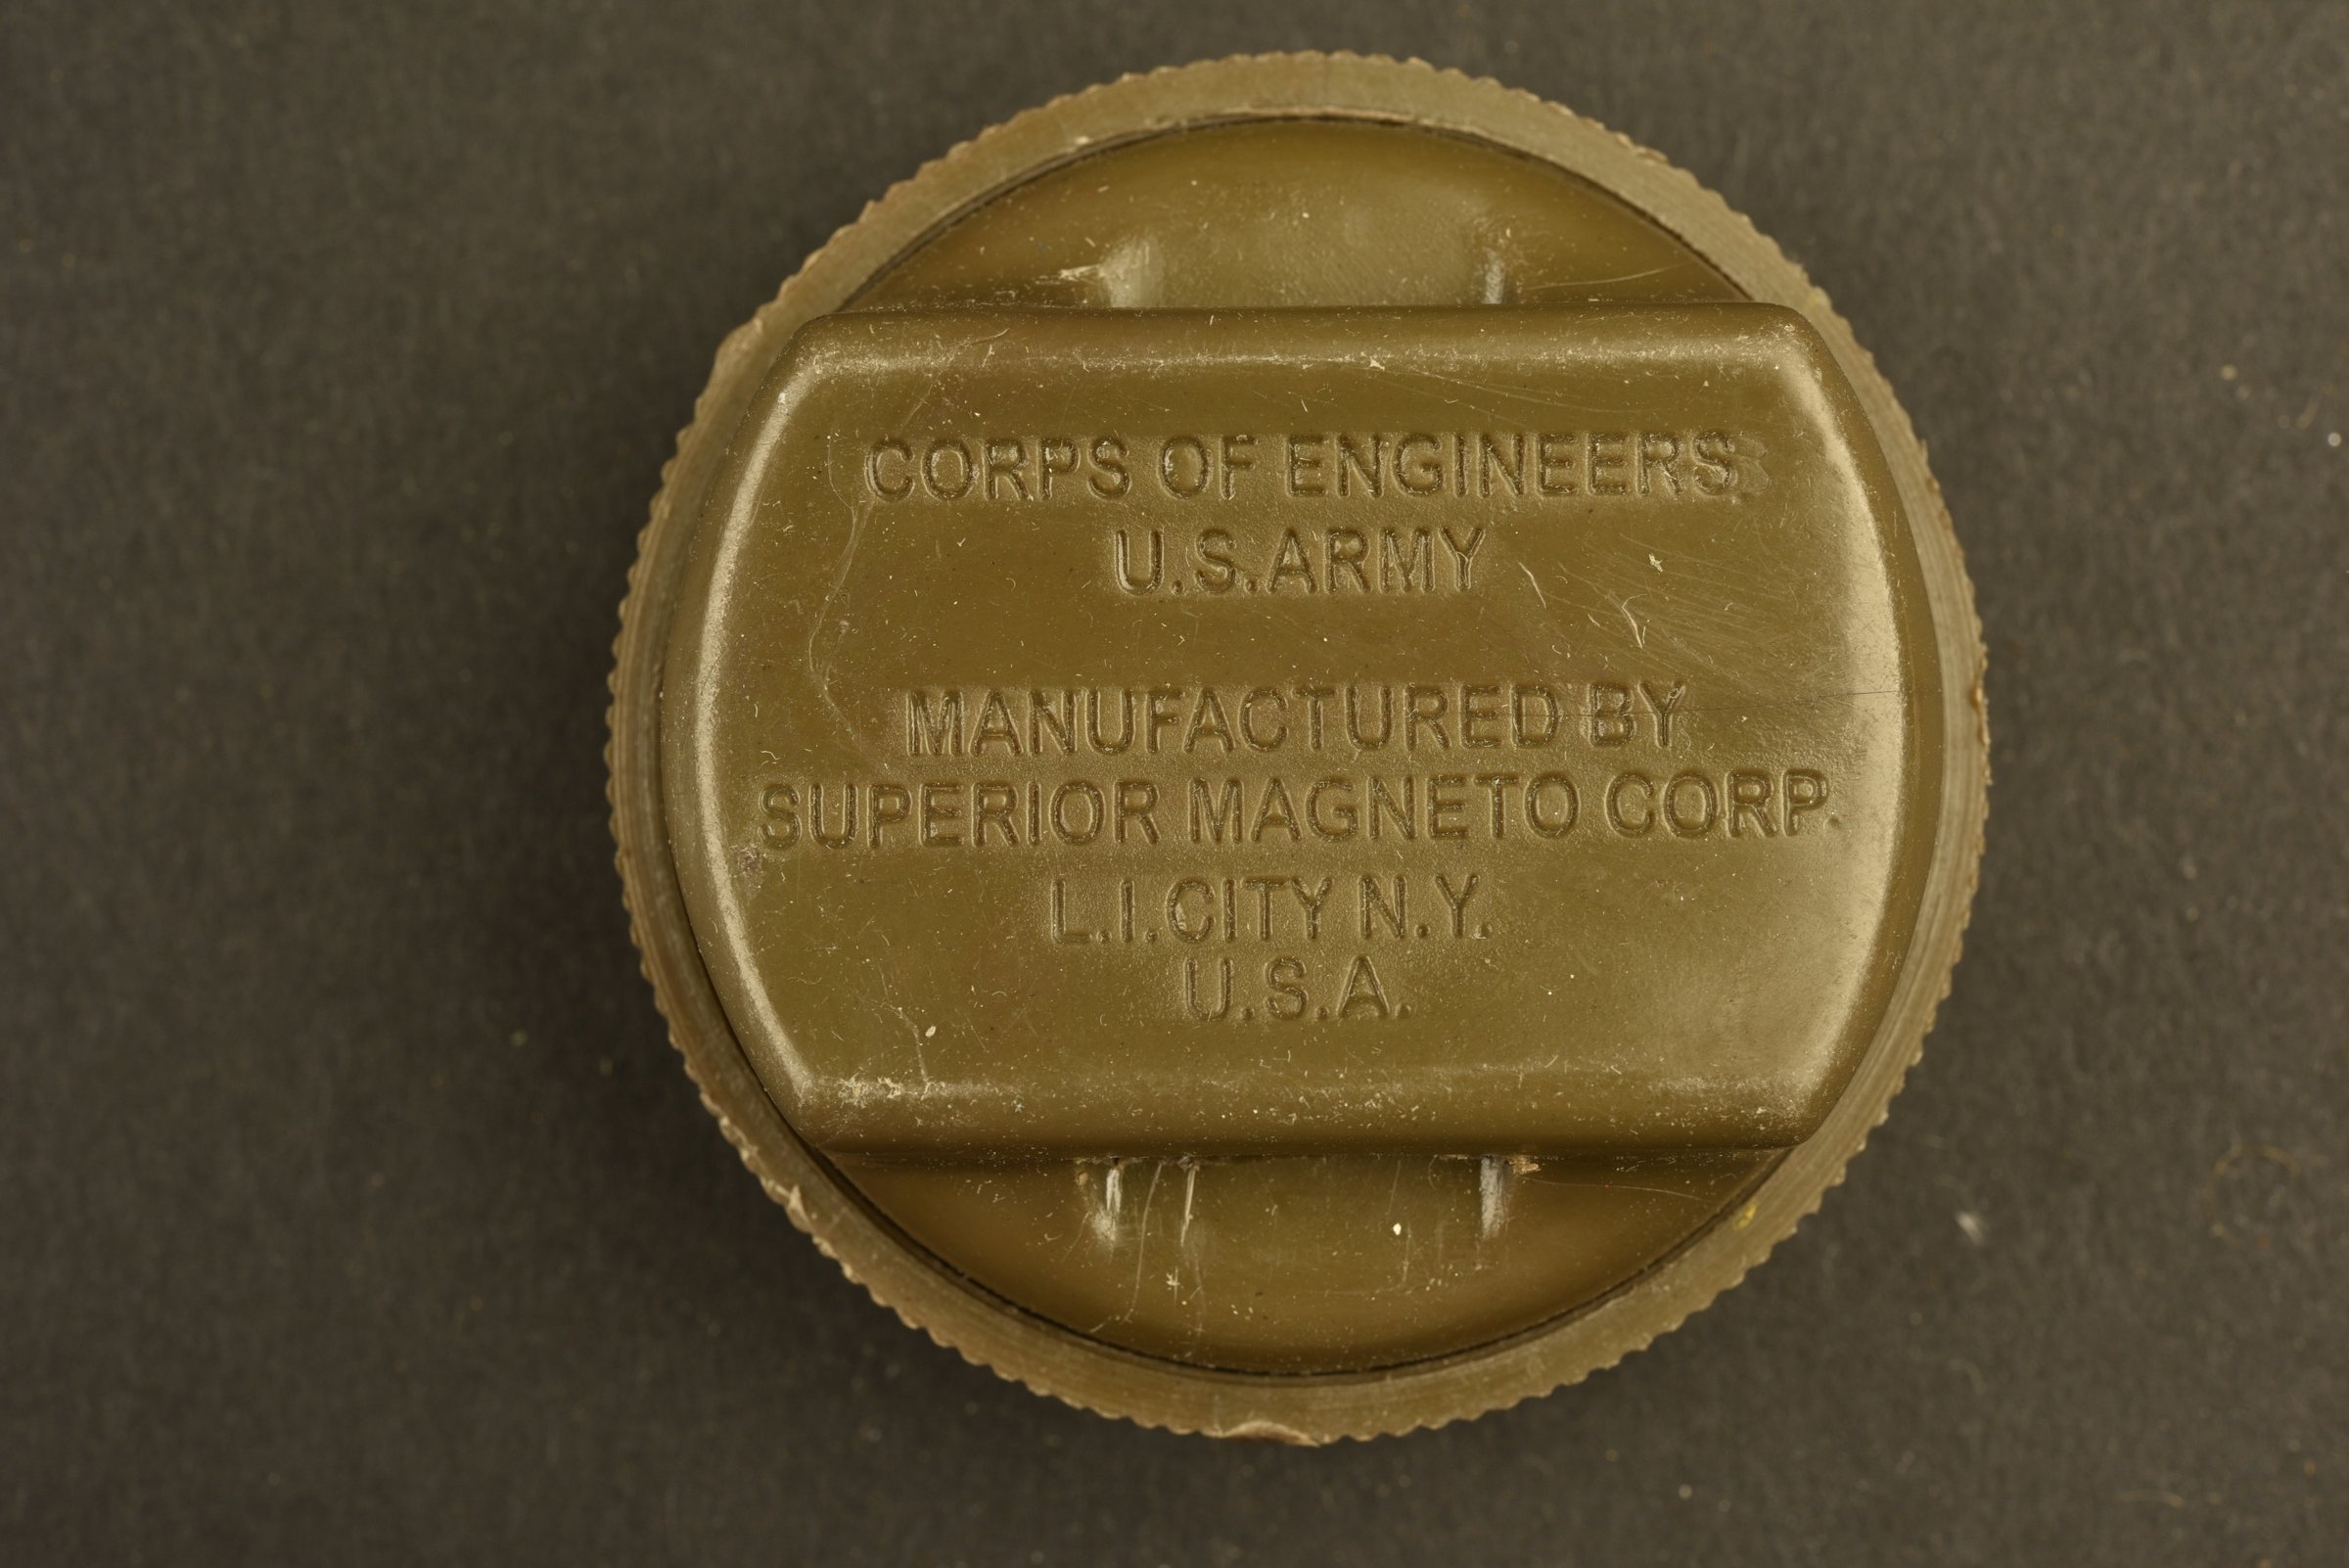 CORPS OF ENGINEERS
U.S.ARMY
MANUFACTURED BY
SUPERIOR MAGNETO CORP.
L.I.CITY N.Y.
U.S.A.